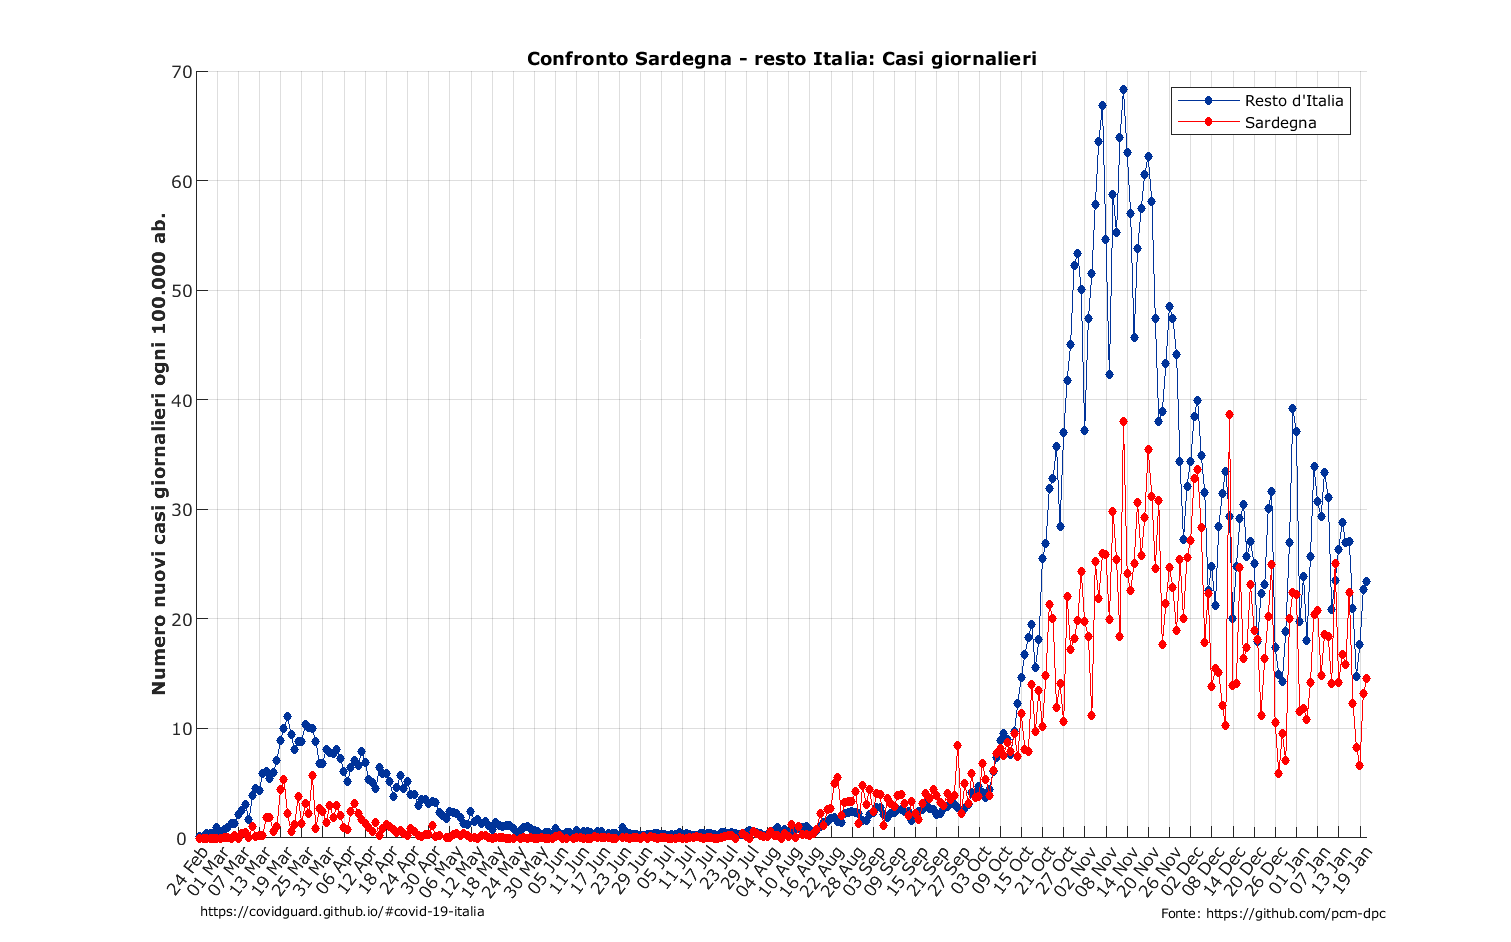 Confronto Sardegna - resto Italia: Casi giornalieri
Resto d'Italia
Sardegna
Numero nuovi casi giornalieri ogni 100.000 ab.
70
60
50
40
30
20
10
0
24 Feb
01 Mar
07 Mar
13 Mar
19 Mar
25 Mar
31 Mar
06 Apr
12 Apr
18 Apr
24 Apr
30 Apr
06 May
12 May
18 May
24 May
30 May
05 Jun
11 Jun
17 Jun
23 Jun
29 Jun
05 Jul
11 Jul
17 Jul
23 Jul
29 Jul
04 Aug
10 Aug
16 Aug
22 Aug
28 Aug
03 Sep
09 Sep
15 Sep
21 Sep
27 Sep
03 Oct
09 Oct
15 Oct
21 Oct
27 Oct
02 Nov
08 Nov
14 Nov
20 Nov
26 Nov
02 Dec
08 Dec
14 Dec
20 Dec
26 Dec
01 Jan
07 Jan
13 Jan
19 Jan
https://covidguard.github.io/#covid-19-italia
Fonte: https://github.com/pcm-dpc